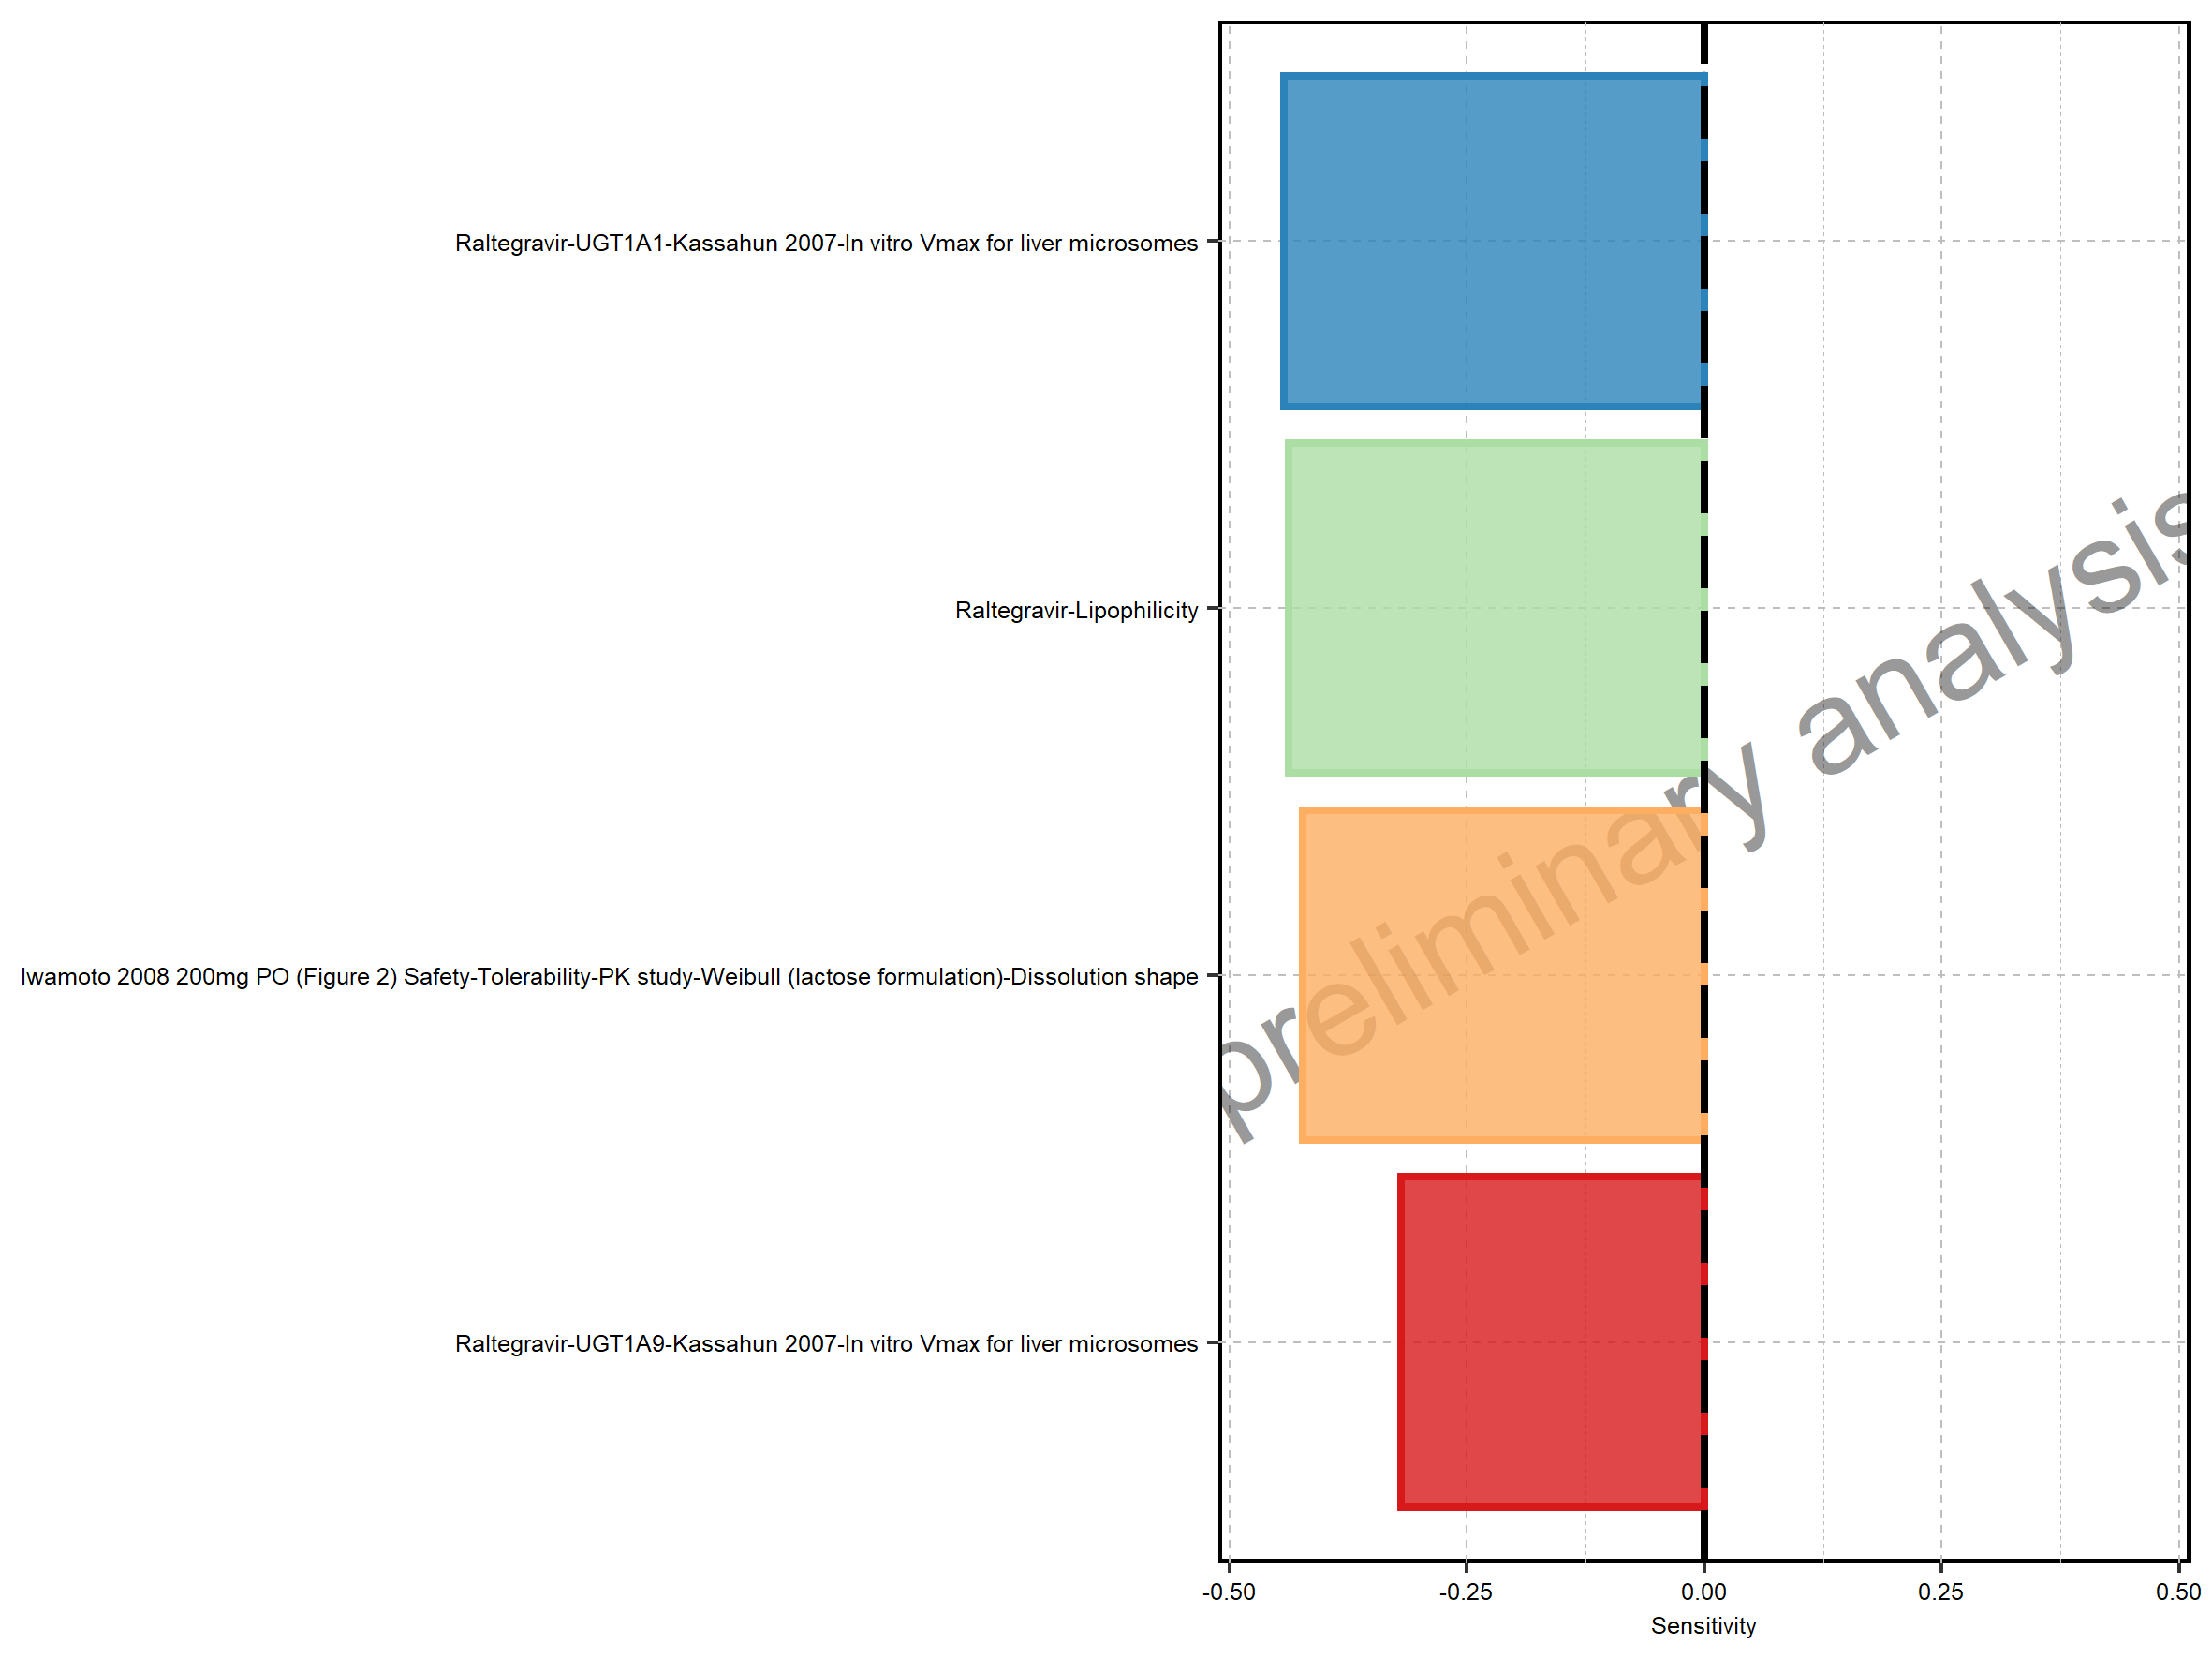 Raltegravir-UGT1A1-Kassahun 2007-In vitro Vmax for liver microsomes
Raltegravir-Lipophilicity
Iwamoto 2008 200mg PO (Figure 2) Safety-Tolerability-PK study-Weibull (lactose formulation)-Dissolution shape
Raltegravir-UGT1A9-Kassahun 2007-In vitro Vmax for liver microsomes
preliminary analysis
-0.50 -0.25 0.00 0.25 0.50
Sensitivity